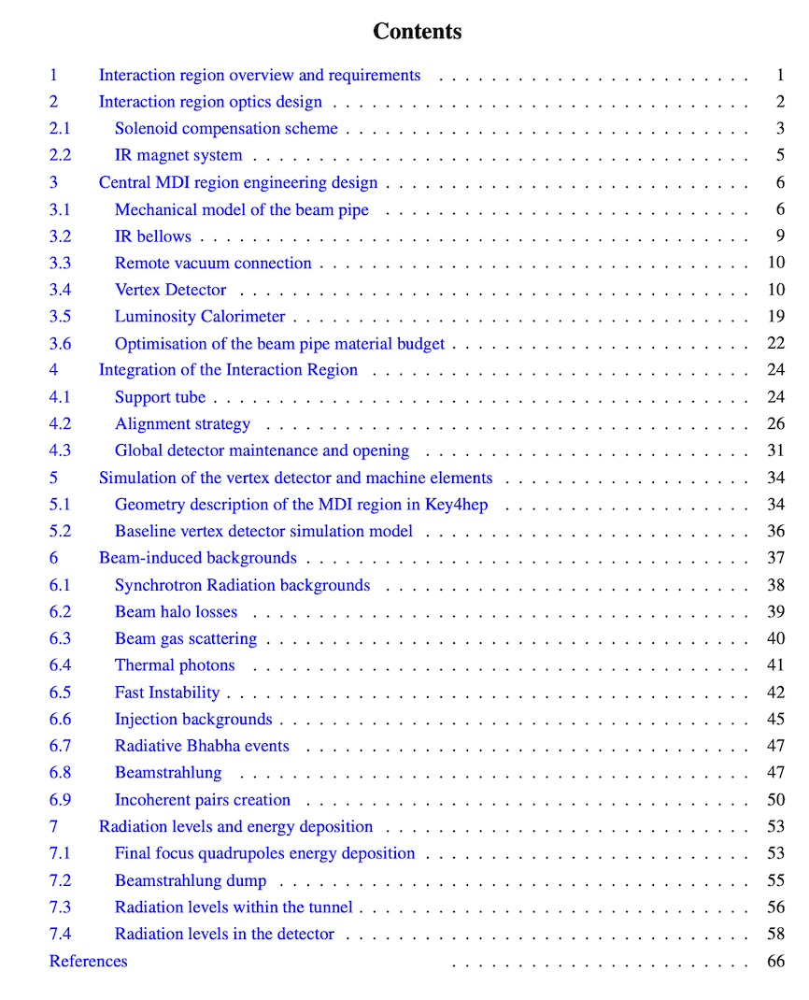 Contents
1 Interaction region overview and requirements . . . . . . . . . . . . . . . . . . . . . . . . 1
2 Interaction region optics design . . . . . . . . . . . . . . . . . . . . . . . . . . . . . . . . 2
2.1 Solenoid compensation scheme . . . . . . . . . . . . . . . . . . . . . . . . . . . . . . . 3
2.2 IR magnet system . . . . . . . . . . . . . . . . . . . . . . . . . . . . . . . . . . . . . . 5
3 Central MDI region engineering design . . . . . . . . . . . . . . . . . . . . . . . . . . . . 6
3.1 Mechanical model of the beam pipe . . . . . . . . . . . . . . . . . . . . . . . . . . . . 6
3.2 IR bellows . . . . . . . . . . . . . . . . . . . . . . . . . . . . . . . . . . . . . . . . . . 9
3.3 Remote vacuum connection . . . . . . . . . . . . . . . . . . . . . . . . . . . . . . . . . 10
3.4 Vertex Detector . . . . . . . . . . . . . . . . . . . . . . . . . . . . . . . . . . . . . . . 10
3.5 Luminosity Calorimeter . . . . . . . . . . . . . . . . . . . . . . . . . . . . . . . . . . . 19
3.6 Optimisation of the beam pipe material budget . . . . . . . . . . . . . . . . . . . . . . . 22
4 Integration of the Interaction Region . . . . . . . . . . . . . . . . . . . . . . . . . . . . . 24
4.1 Support tube . . . . . . . . . . . . . . . . . . . . . . . . . . . . . . . . . . . . . . . . . 24
4.2 Alignment strategy . . . . . . . . . . . . . . . . . . . . . . . . . . . . . . . . . . . . . 26
4.3 Global detector maintenance and opening . . . . . . . . . . . . . . . . . . . . . . . . . 31
5 Simulation of the vertex detector and machine elements . . . . . . . . . . . . . . . . . . . 34
5.1 Geometry description of the MDI region in Key4hep . . . . . . . . . . . . . . . . . . . 34
5.2 Baseline vertex detector simulation model . . . . . . . . . . . . . . . . . . . . . . . . . 36
6 Beam-induced backgrounds . . . . . . . . . . . . . . . . . . . . . . . . . . . . . . . . . . 37
6.1 Synchrotron Radiation backgrounds . . . . . . . . . . . . . . . . . . . . . . . . . . . . 38
6.2 Beam halo losses . . . . . . . . . . . . . . . . . . . . . . . . . . . . . . . . . . . . . . 39
6.3 Beam gas scattering . . . . . . . . . . . . . . . . . . . . . . . . . . . . . . . . . . . . . 40
6.4 Thermal photons . . . . . . . . . . . . . . . . . . . . . . . . . . . . . . . . . . . . . . 41
6.5 Fast Instability . . . . . . . . . . . . . . . . . . . . . . . . . . . . . . . . . . . . . . . . 42
6.6 Injection backgrounds . . . . . . . . . . . . . . . . . . . . . . . . . . . . . . . . . . . . 45
6.7 Radiative Bhabha events . . . . . . . . . . . . . . . . . . . . . . . . . . . . . . . . . . 47
6.8 Beamstrahlung . . . . . . . . . . . . . . . . . . . . . . . . . . . . . . . . . . . . . . . 47
6.9 Incoherent pairs creation . . . . . . . . . . . . . . . . . . . . . . . . . . . . . . . . . . 50
7 Radiation levels and energy deposition . . . . . . . . . . . . . . . . . . . . . . . . . . . . 53
7.1 Final focus quadrupoles energy deposition . . . . . . . . . . . . . . . . . . . . . . . . . 53
7.2 Beamstrahlung dump . . . . . . . . . . . . . . . . . . . . . . . . . . . . . . . . . . . . 55
7.3 Radiation levels within the tunnel . . . . . . . . . . . . . . . . . . . . . . . . . . . . . . 56
7.4 Radiation levels in the detector . . . . . . . . . . . . . . . . . . . . . . . . . . . . . . . 58
References . . . . . . . . . . . . . . . . . . . . . . . 66